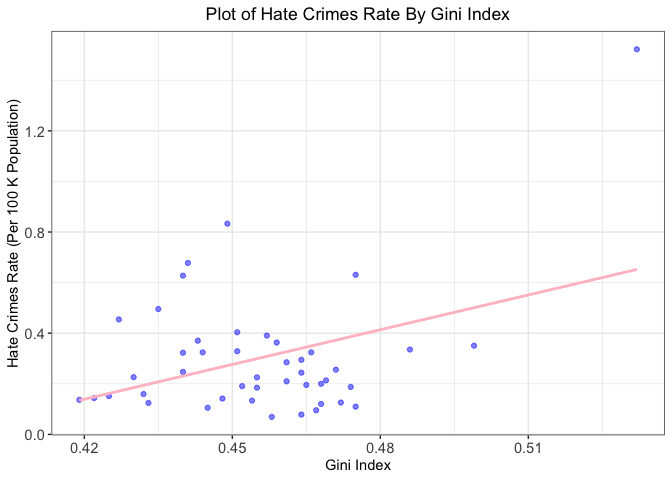 Plot of Hate Crimes Rate By Gini Index
Hate Crimes Rate (Per 100 K Population)
1.2
0.8
0.4
0.0
0.42 0.45 0.48 0.51
Gini Index